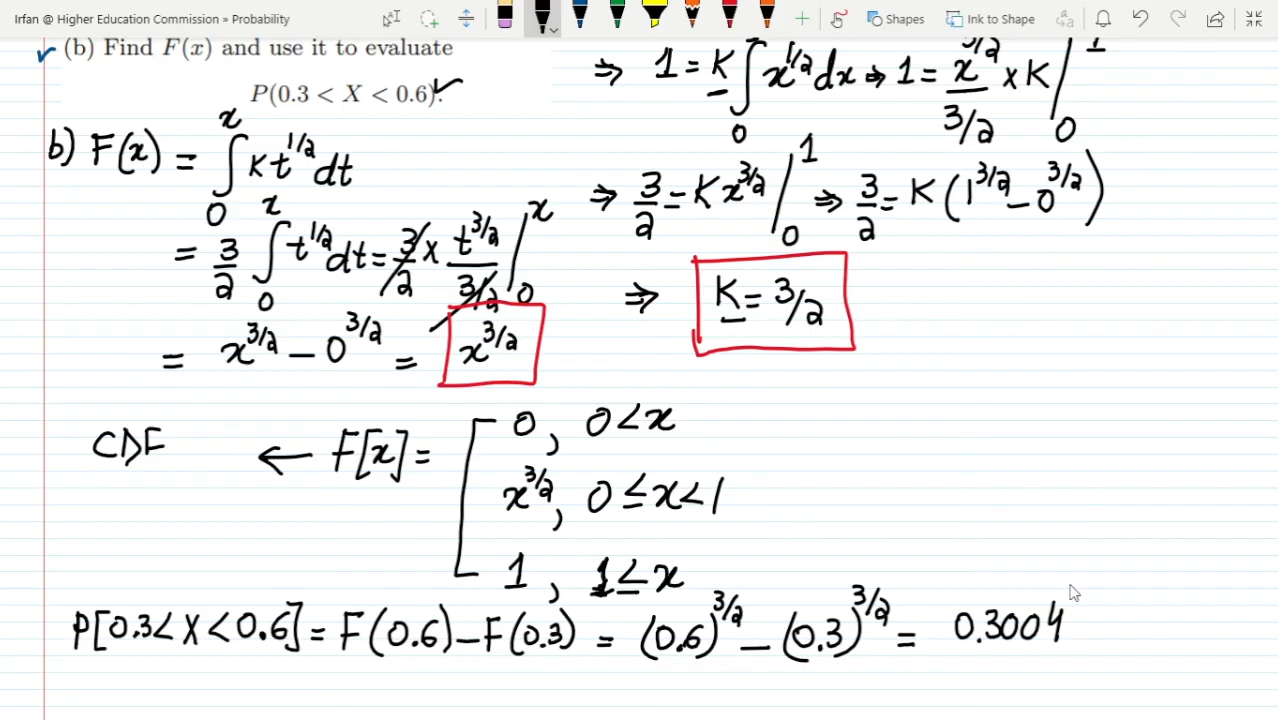 Irfan @ Higher Education Commission » Probability
Shapes
Ink to Shape
(b) Find F(x) and use it to evaluate
P(0.3 < X < 0.6).
⇒ 1 = K ∫₀ x^1/2 dx ⇒ 1 = x^3/2 / 3/2 × K |₀¹
b) F(x) = ∫₀ˣ K t^1/2 dt
⇒ 3/2 = K x^3/2 |₀¹ ⇒ 3/2 = K (1^3/2 − 0^3/2)
= 3/2 ∫₀ˣ t^1/2 dt = 3/2 × t^3/2 / 3/2 |₀ˣ
⇒ K = 3/2
= x^3/2 − 0^3/2 = x^3/2
CDF ← F[x] =
0, 0 < x
x^3/2, 0 ≤ x < 1
1, 1 ≤ x
P[0.3 < X < 0.6] = F(0.6) − F(0.3) = (0.6)^3/2 − (0.3)^3/2 = 0.3004